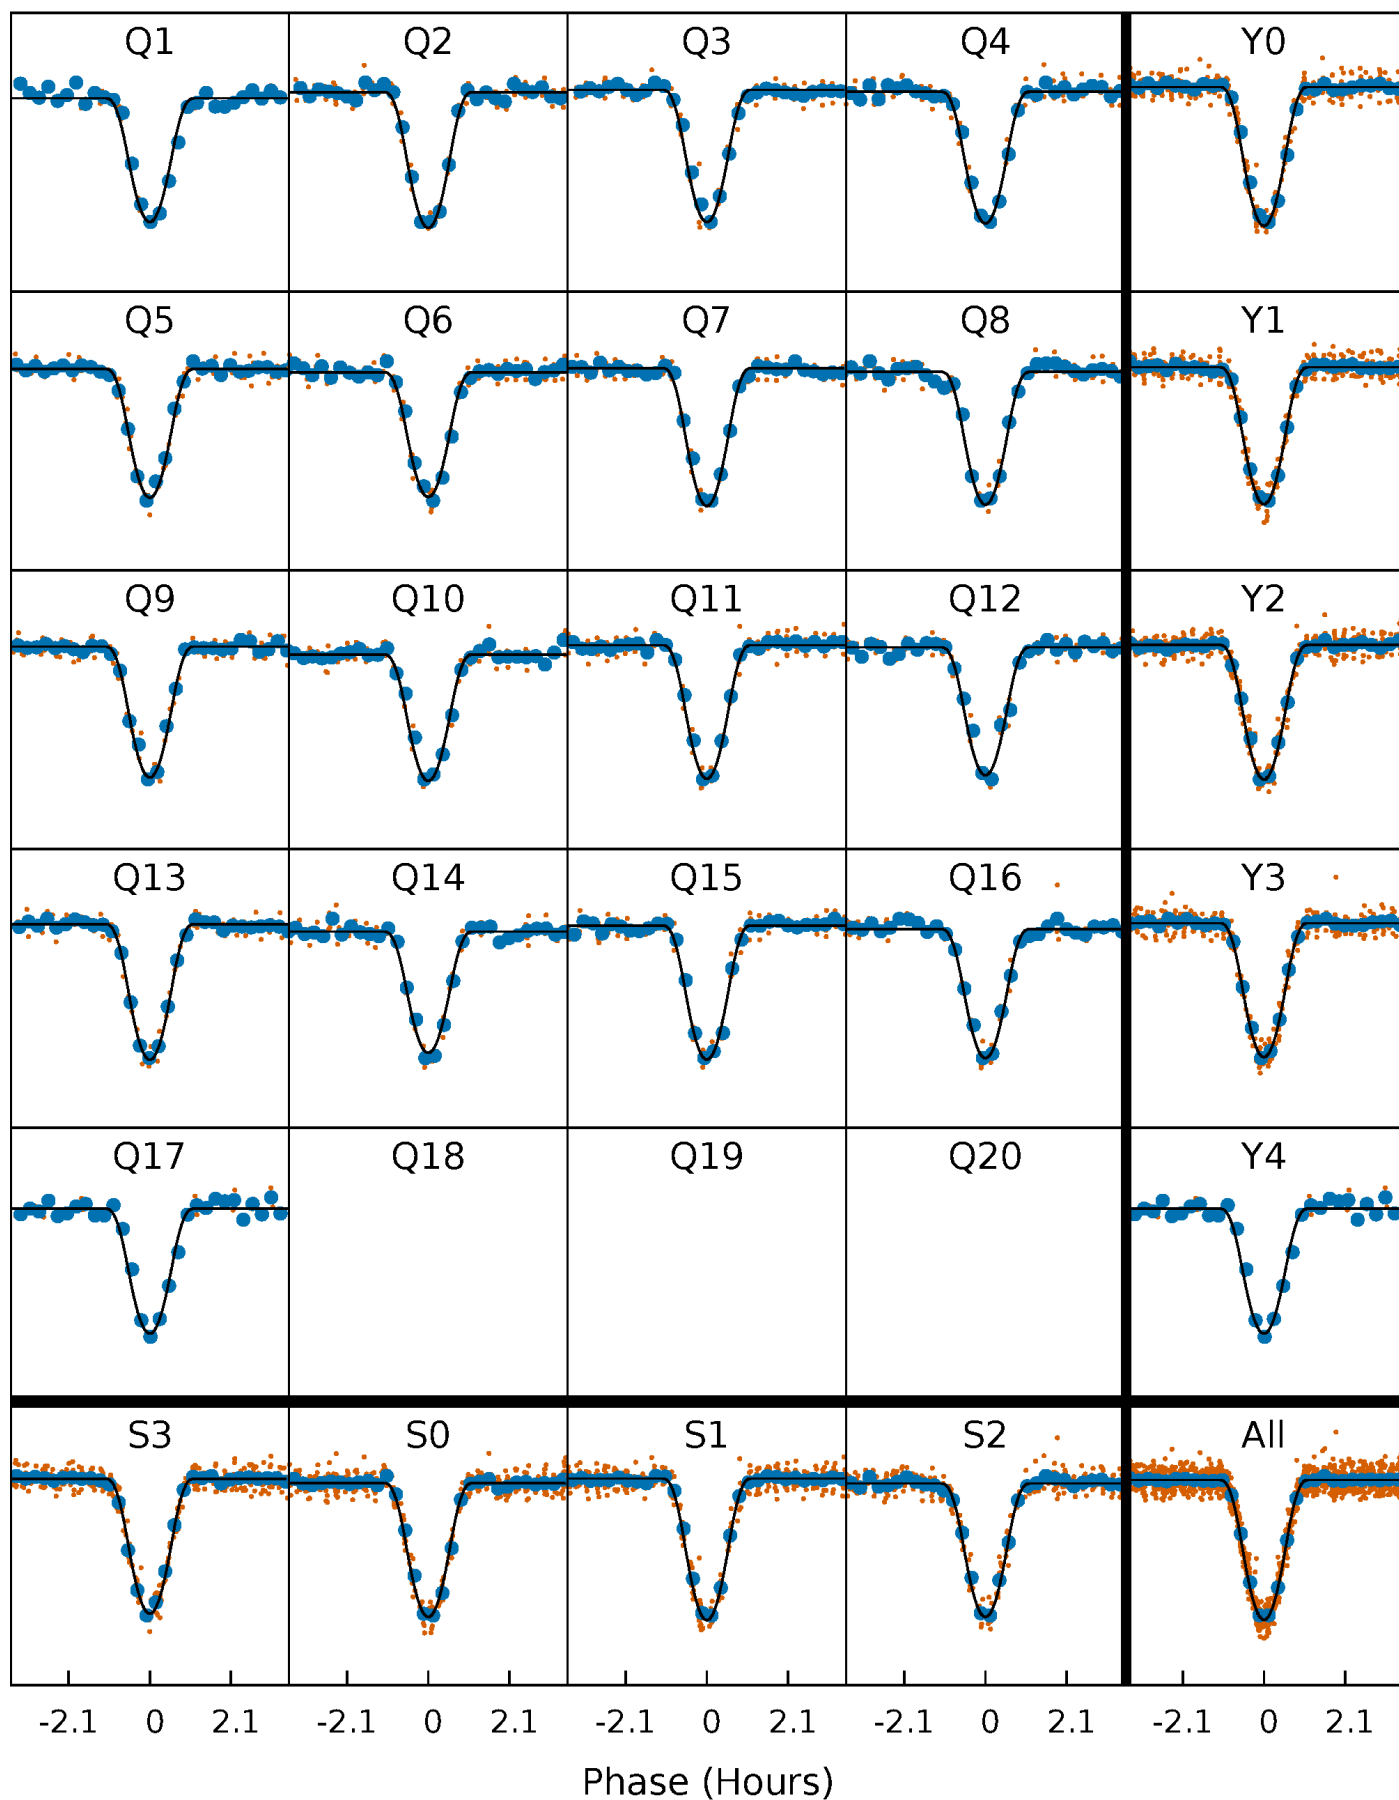 Q1 Q2 Q3 Q4 Y0
Q5 Q6 Q7 Q8 Y1
Q9 Q10 Q11 Q12 Y2
Q13 Q14 Q15 Q16 Y3
Q17 Q18 Q19 Q20 Y4
S3 S0 S1 S2 All
-2.1 0 2.1 -2.1 0 2.1 -2.1 0 2.1 -2.1 0 2.1 -2.1 0 2.1
Phase (Hours)